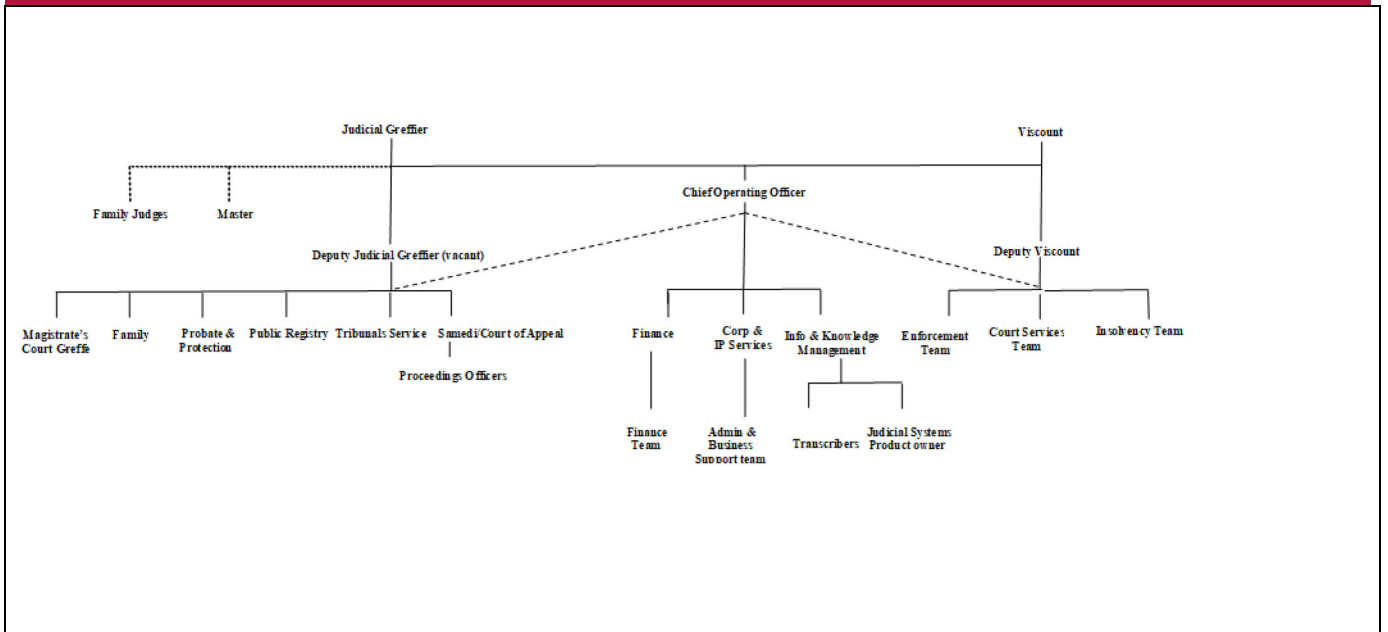 Judicial Greffier
Viscount
Chief Operating Officer
Family Judges
Master
Deputy Judicial Greffier (vacant)
Deputy Viscount
Magistrate's
Court Greffe
Family
Probate &
Protection
Public Registry
Tribunals Service
Samedi/Court of Appeal
Proceedings Officers
Finance
Corp &
IP Services
Info & Knowledge
Management
Enforcement
Team
Court Services
Team
Insolvency Team
Finance
Team
Admin &
Business
Support team
Transcribers
Judicial Systems
Product owner